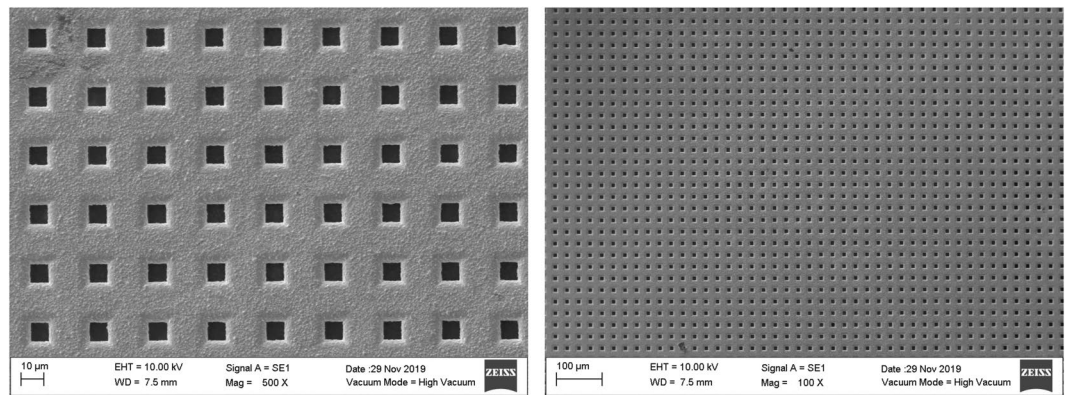 10 µm EHT = 10.00 kV Signal A = SE1 Date :29 Nov 2019 ZEISS
WD = 7.5 mm Mag = 500 X Vacuum Mode = High Vacuum
100 µm EHT = 10.00 kV Signal A = SE1 Date :29 Nov 2019 ZEISS
WD = 7.5 mm Mag = 100 X Vacuum Mode = High Vacuum